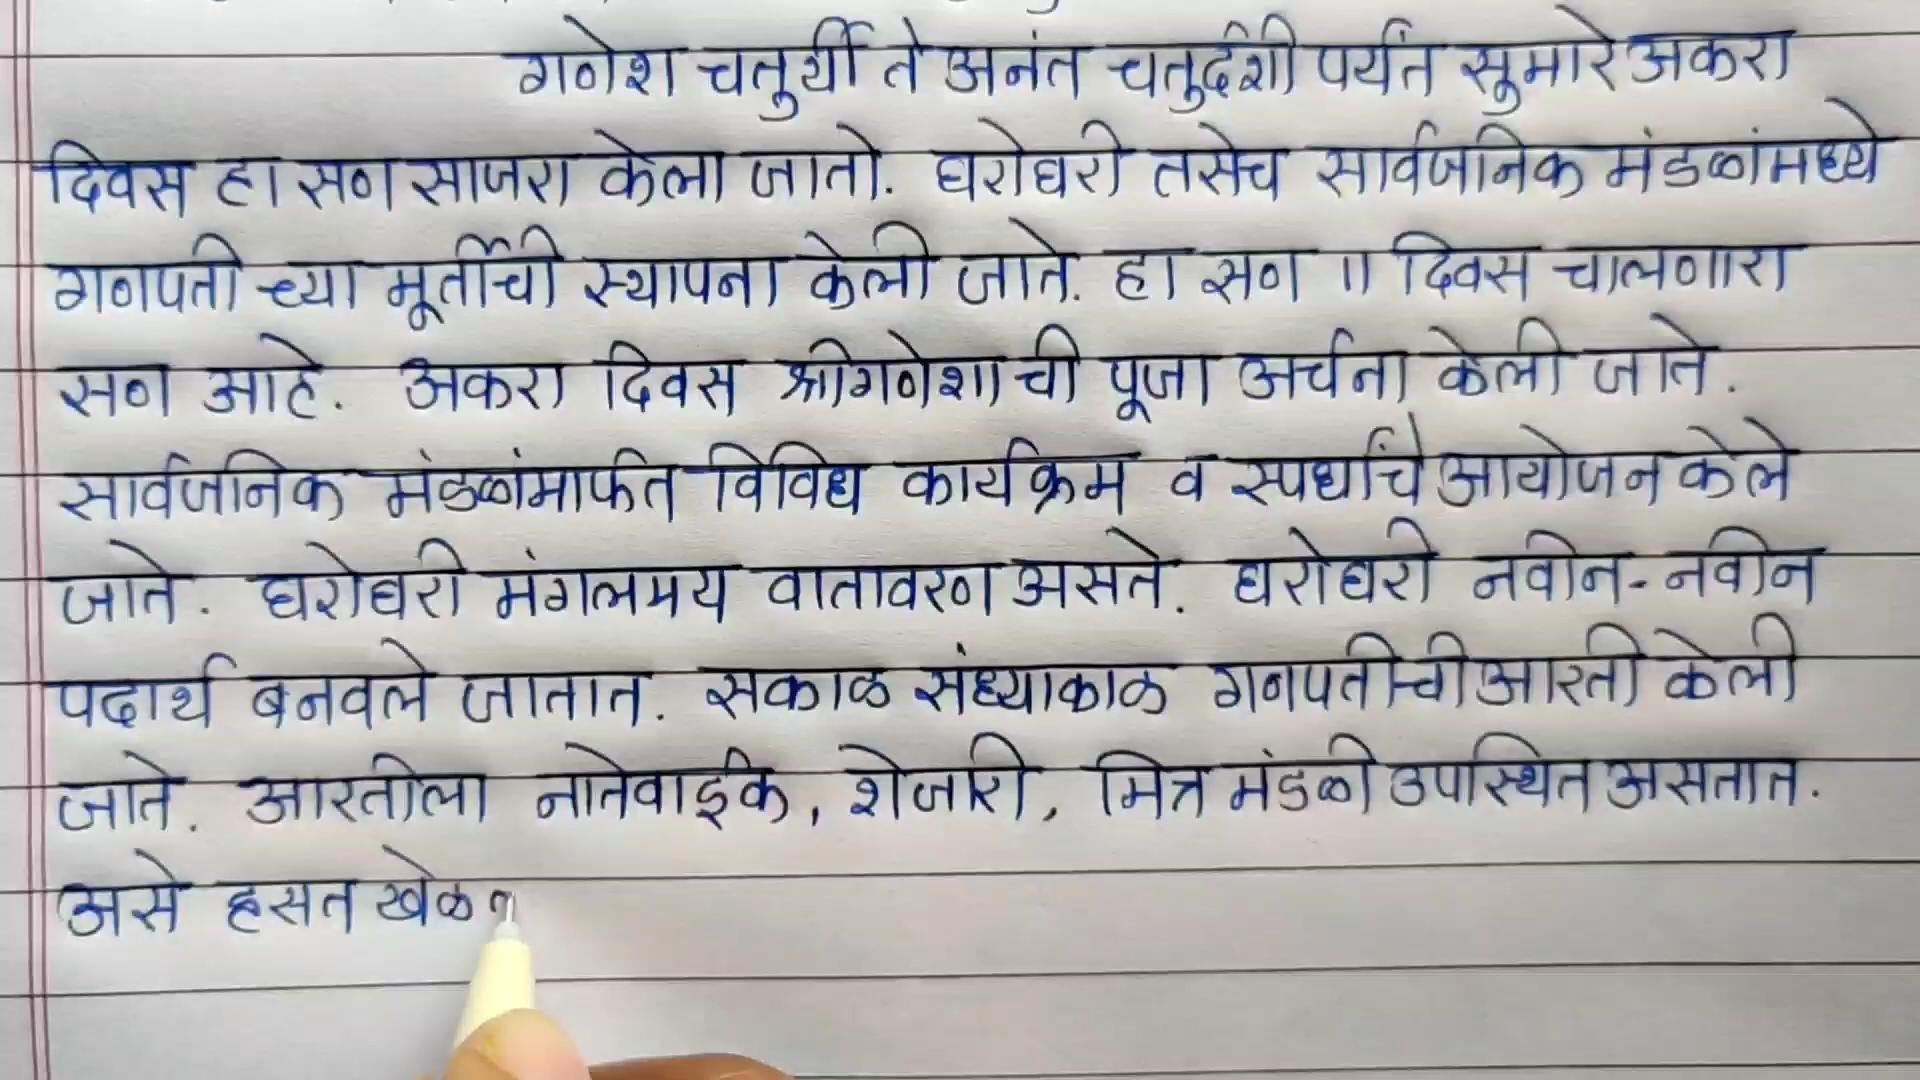 गणेश चतुर्थी ते अनंत चतुर्दशी पर्यंत सुमारे अकरा
दिवस हा सण साजरा केला जातो. घरोघरी तसेच सार्वजनिक मंडळांमध्ये
गणपती च्या मूर्तीची स्थापना केली जाते. हा सण 11 दिवस चालणारा
सण आहे. अकरा दिवस श्रीगणेशाची पूजा अर्चना केली जाते.
सार्वजनिक मंडळांमार्फत विविध कार्यक्रम व स्पर्धांचे आयोजन केले
जाते. घरोघरी मंगलमय वातावरण असते. घरोघरी नवीन-नवीन
पदार्थ बनवले जातात. सकाळ संध्याकाळ गणपतीची आरती केली
जाते. आरतीला नातेवाईक, शेजारी, मित्र मंडळी उपस्थित असतात.
असे हसत खेळ